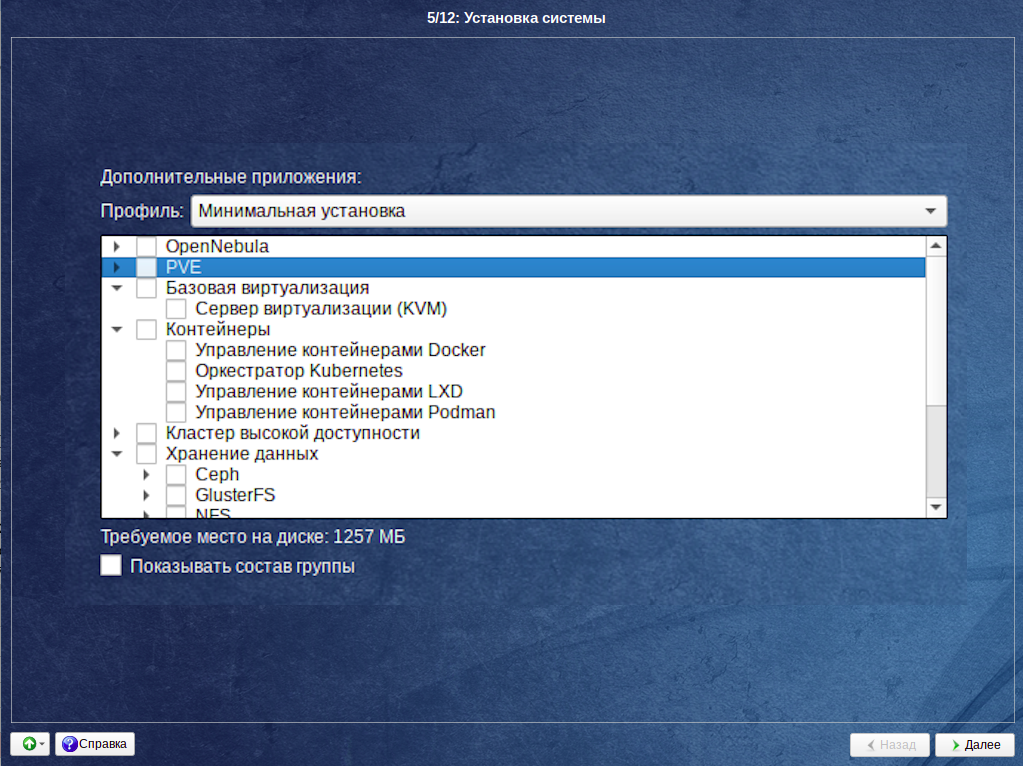 5/12: Установка системы
Дополнительные приложения:
Профиль: Минимальная установка
OpenNebula
PVE
Базовая виртуализация
Сервер виртуализации (KVM)
Контейнеры
Управление контейнерами Docker
Оркестратор Kubernetes
Управление контейнерами LXD
Управление контейнерами Podman
Кластер высокой доступности
Хранение данных
Ceph
GlusterFS
NFS
Требуемое место на диске: 1257 МБ
Показывать состав группы
Справка Назад Далее